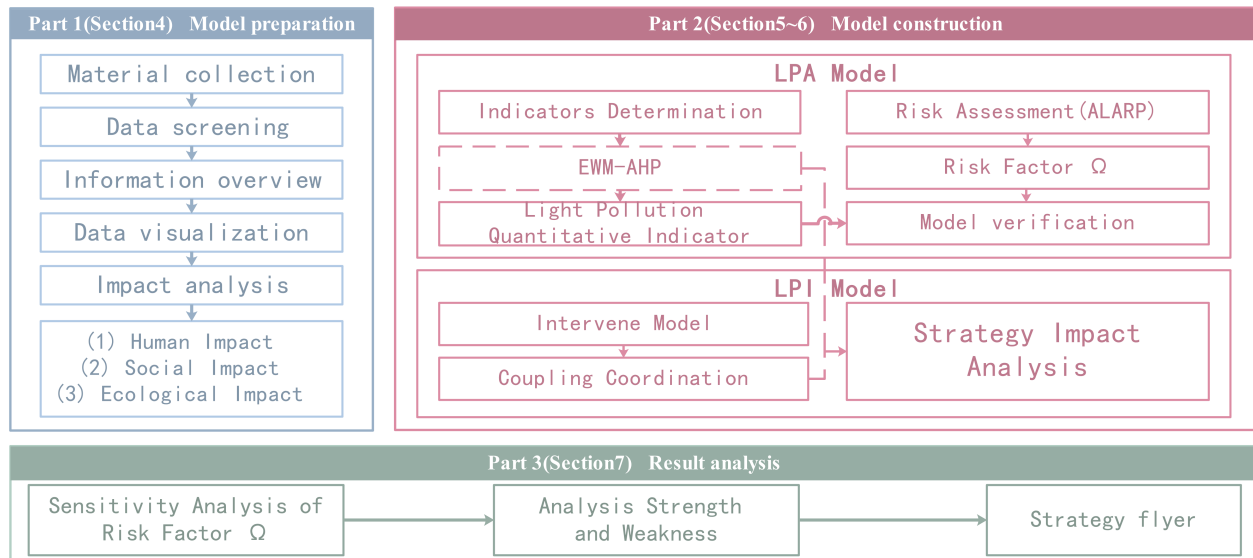 Part 1(Section4) Model preparation
Material collection
Data screening
Information overview
Data visualization
Impact analysis
(1) Human Impact
(2) Social Impact
(3) Ecological Impact
Part 2(Section5~6) Model construction
LPA Model
Indicators Determination
EWM-AHP
Light Pollution
Quantitative Indicator
Risk Assessment(ALARP)
Risk Factor Ω
Model verification
LPI Model
Intervene Model
Coupling Coordination
Strategy Impact
Analysis
Part 3(Section7) Result analysis
Sensitivity Analysis of
Risk Factor Ω
Analysis Strength
and Weakness
Strategy flyer